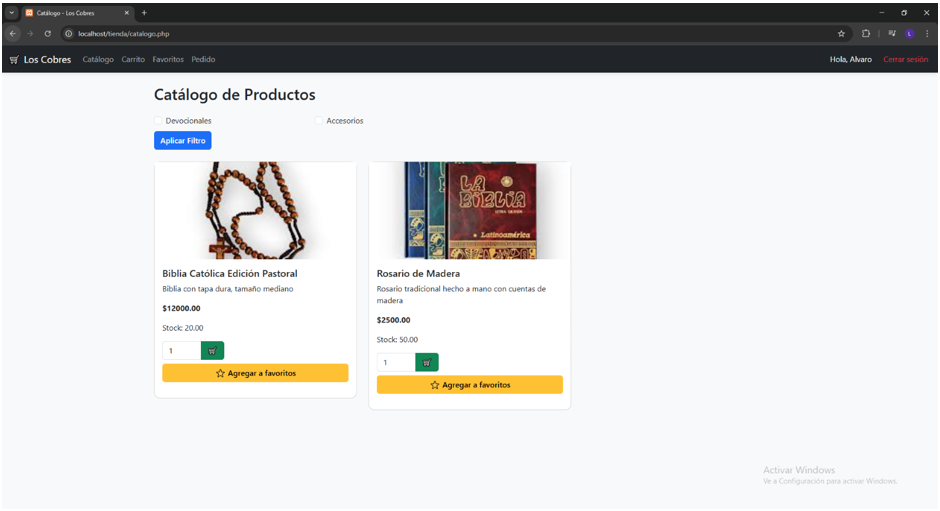 Catálogo - Los Cobres
localhost/tienda/catalogo.php
L
Los Cobres Catálogo Carrito Favoritos Pedido Hola, Alvaro Cerrar sesión
Catálogo de Productos
Devocionales Accesorios
Aplicar Filtro
Biblia Católica Edición Pastoral
Biblia con tapa dura, tamaño mediano
$12000.00
Stock: 20.00
1
Agregar a favoritos
LA
BIBLIA
Latinoamérica
Rosario de Madera
Rosario tradicional hecho a mano con cuentas de
madera
$2500.00
Stock: 50.00
1
Agregar a favoritos
Activar Windows
Ve a Configuración para activar Windows.